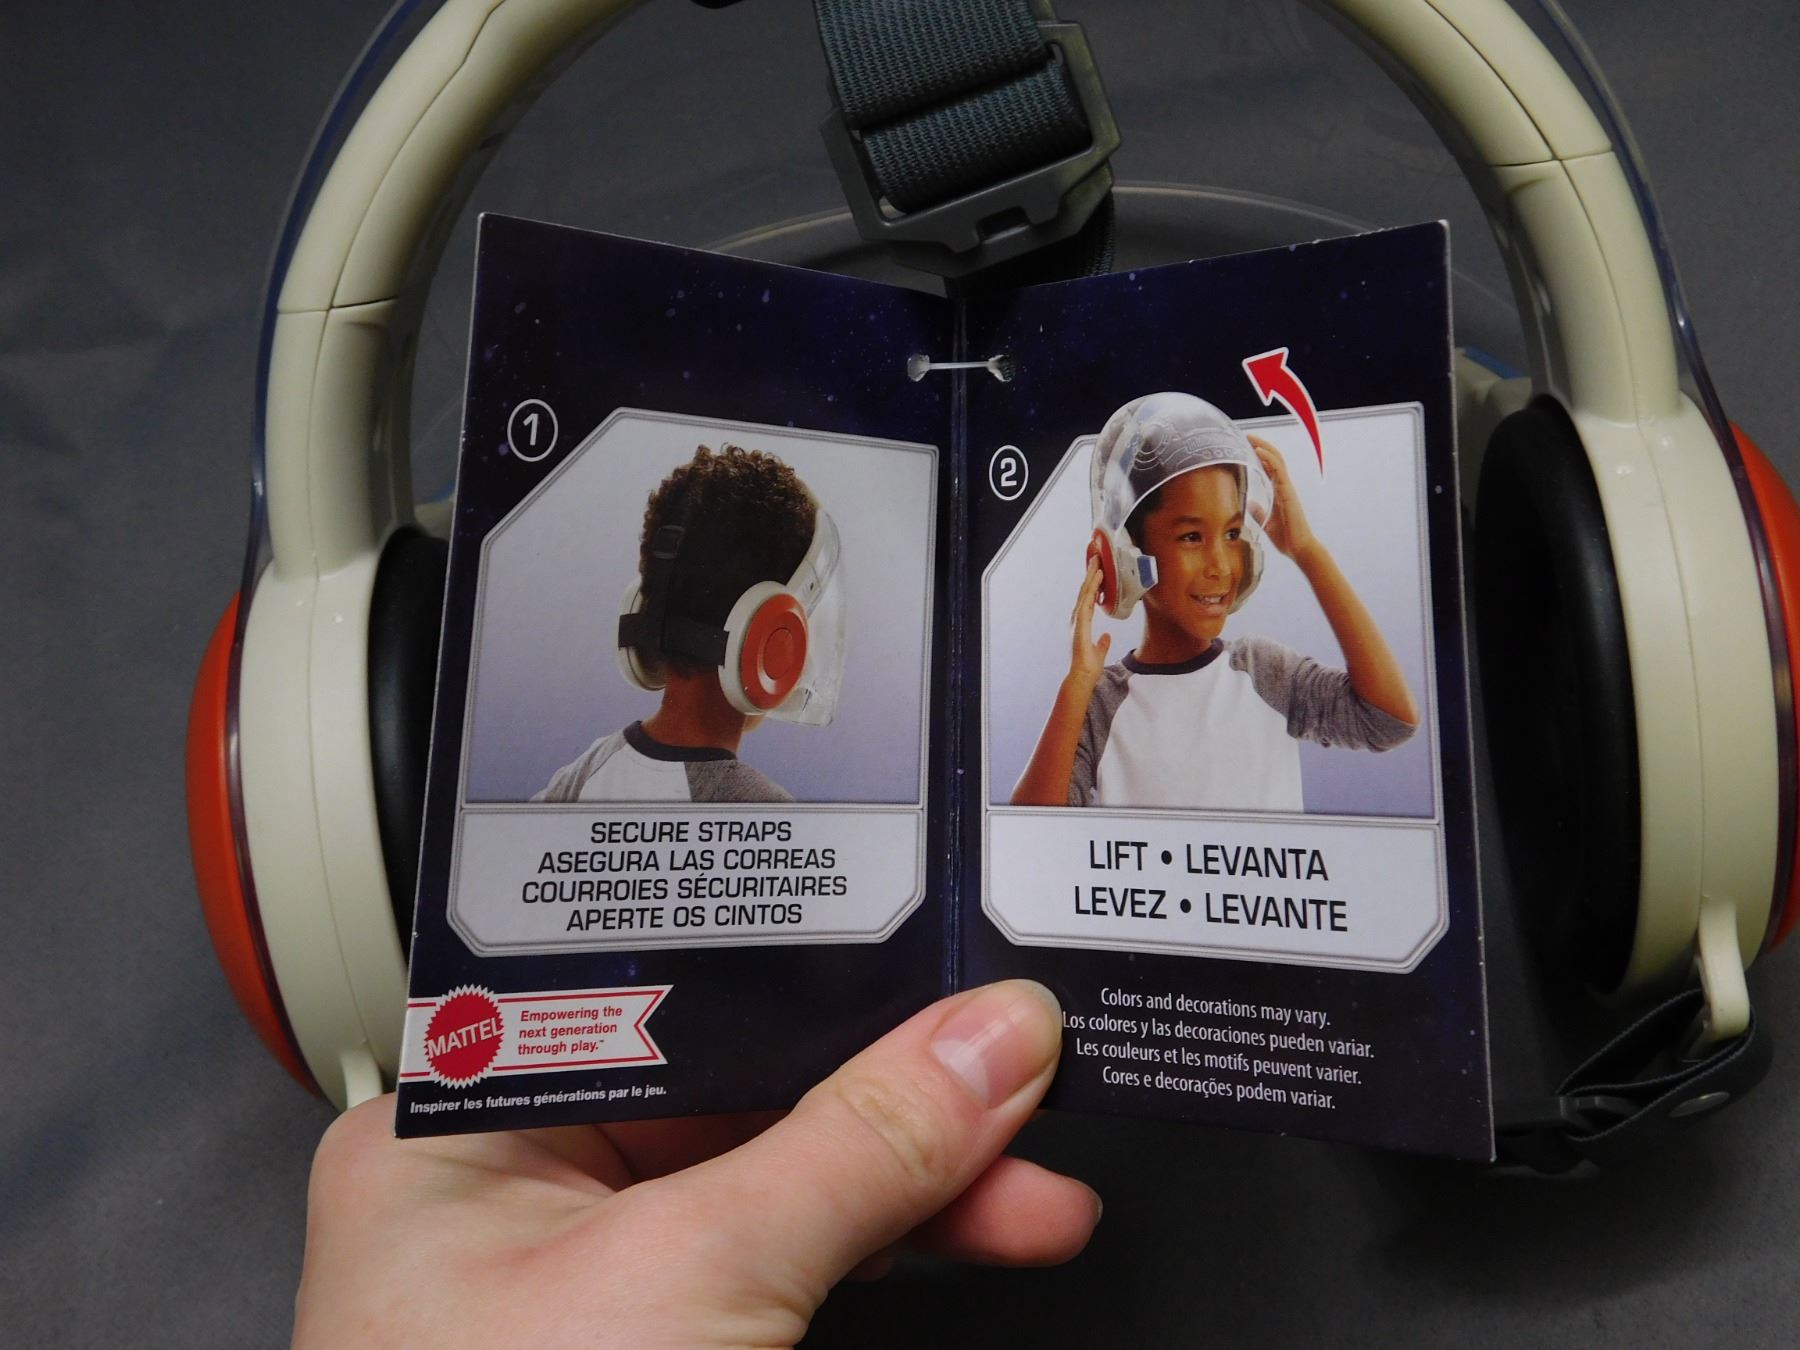 1
SECURE STRAPS
ASEGURA LAS CORREAS
COURROIES SÉCURITAIRES
APERTE OS CINTOS
MATTEL
Empowering the
next generation
through play.™
Inspirer les futures générations par le jeu.
2
LIFT • LEVANTA
LEVEZ • LEVANTE
Colors and decorations may vary.
Los colores y las decoraciones pueden variar.
Les couleurs et les motifs peuvent varier.
Cores e decorações podem variar.